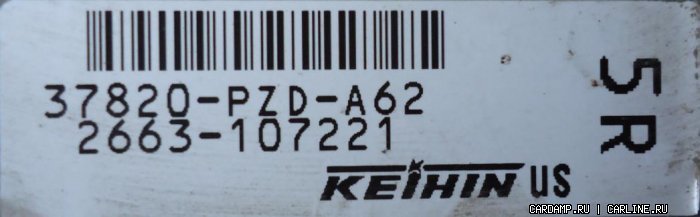 37820-PZD-A62
2663-107221
5R
KEIHIN US
CARDAMP.RU | CARLINE.RU